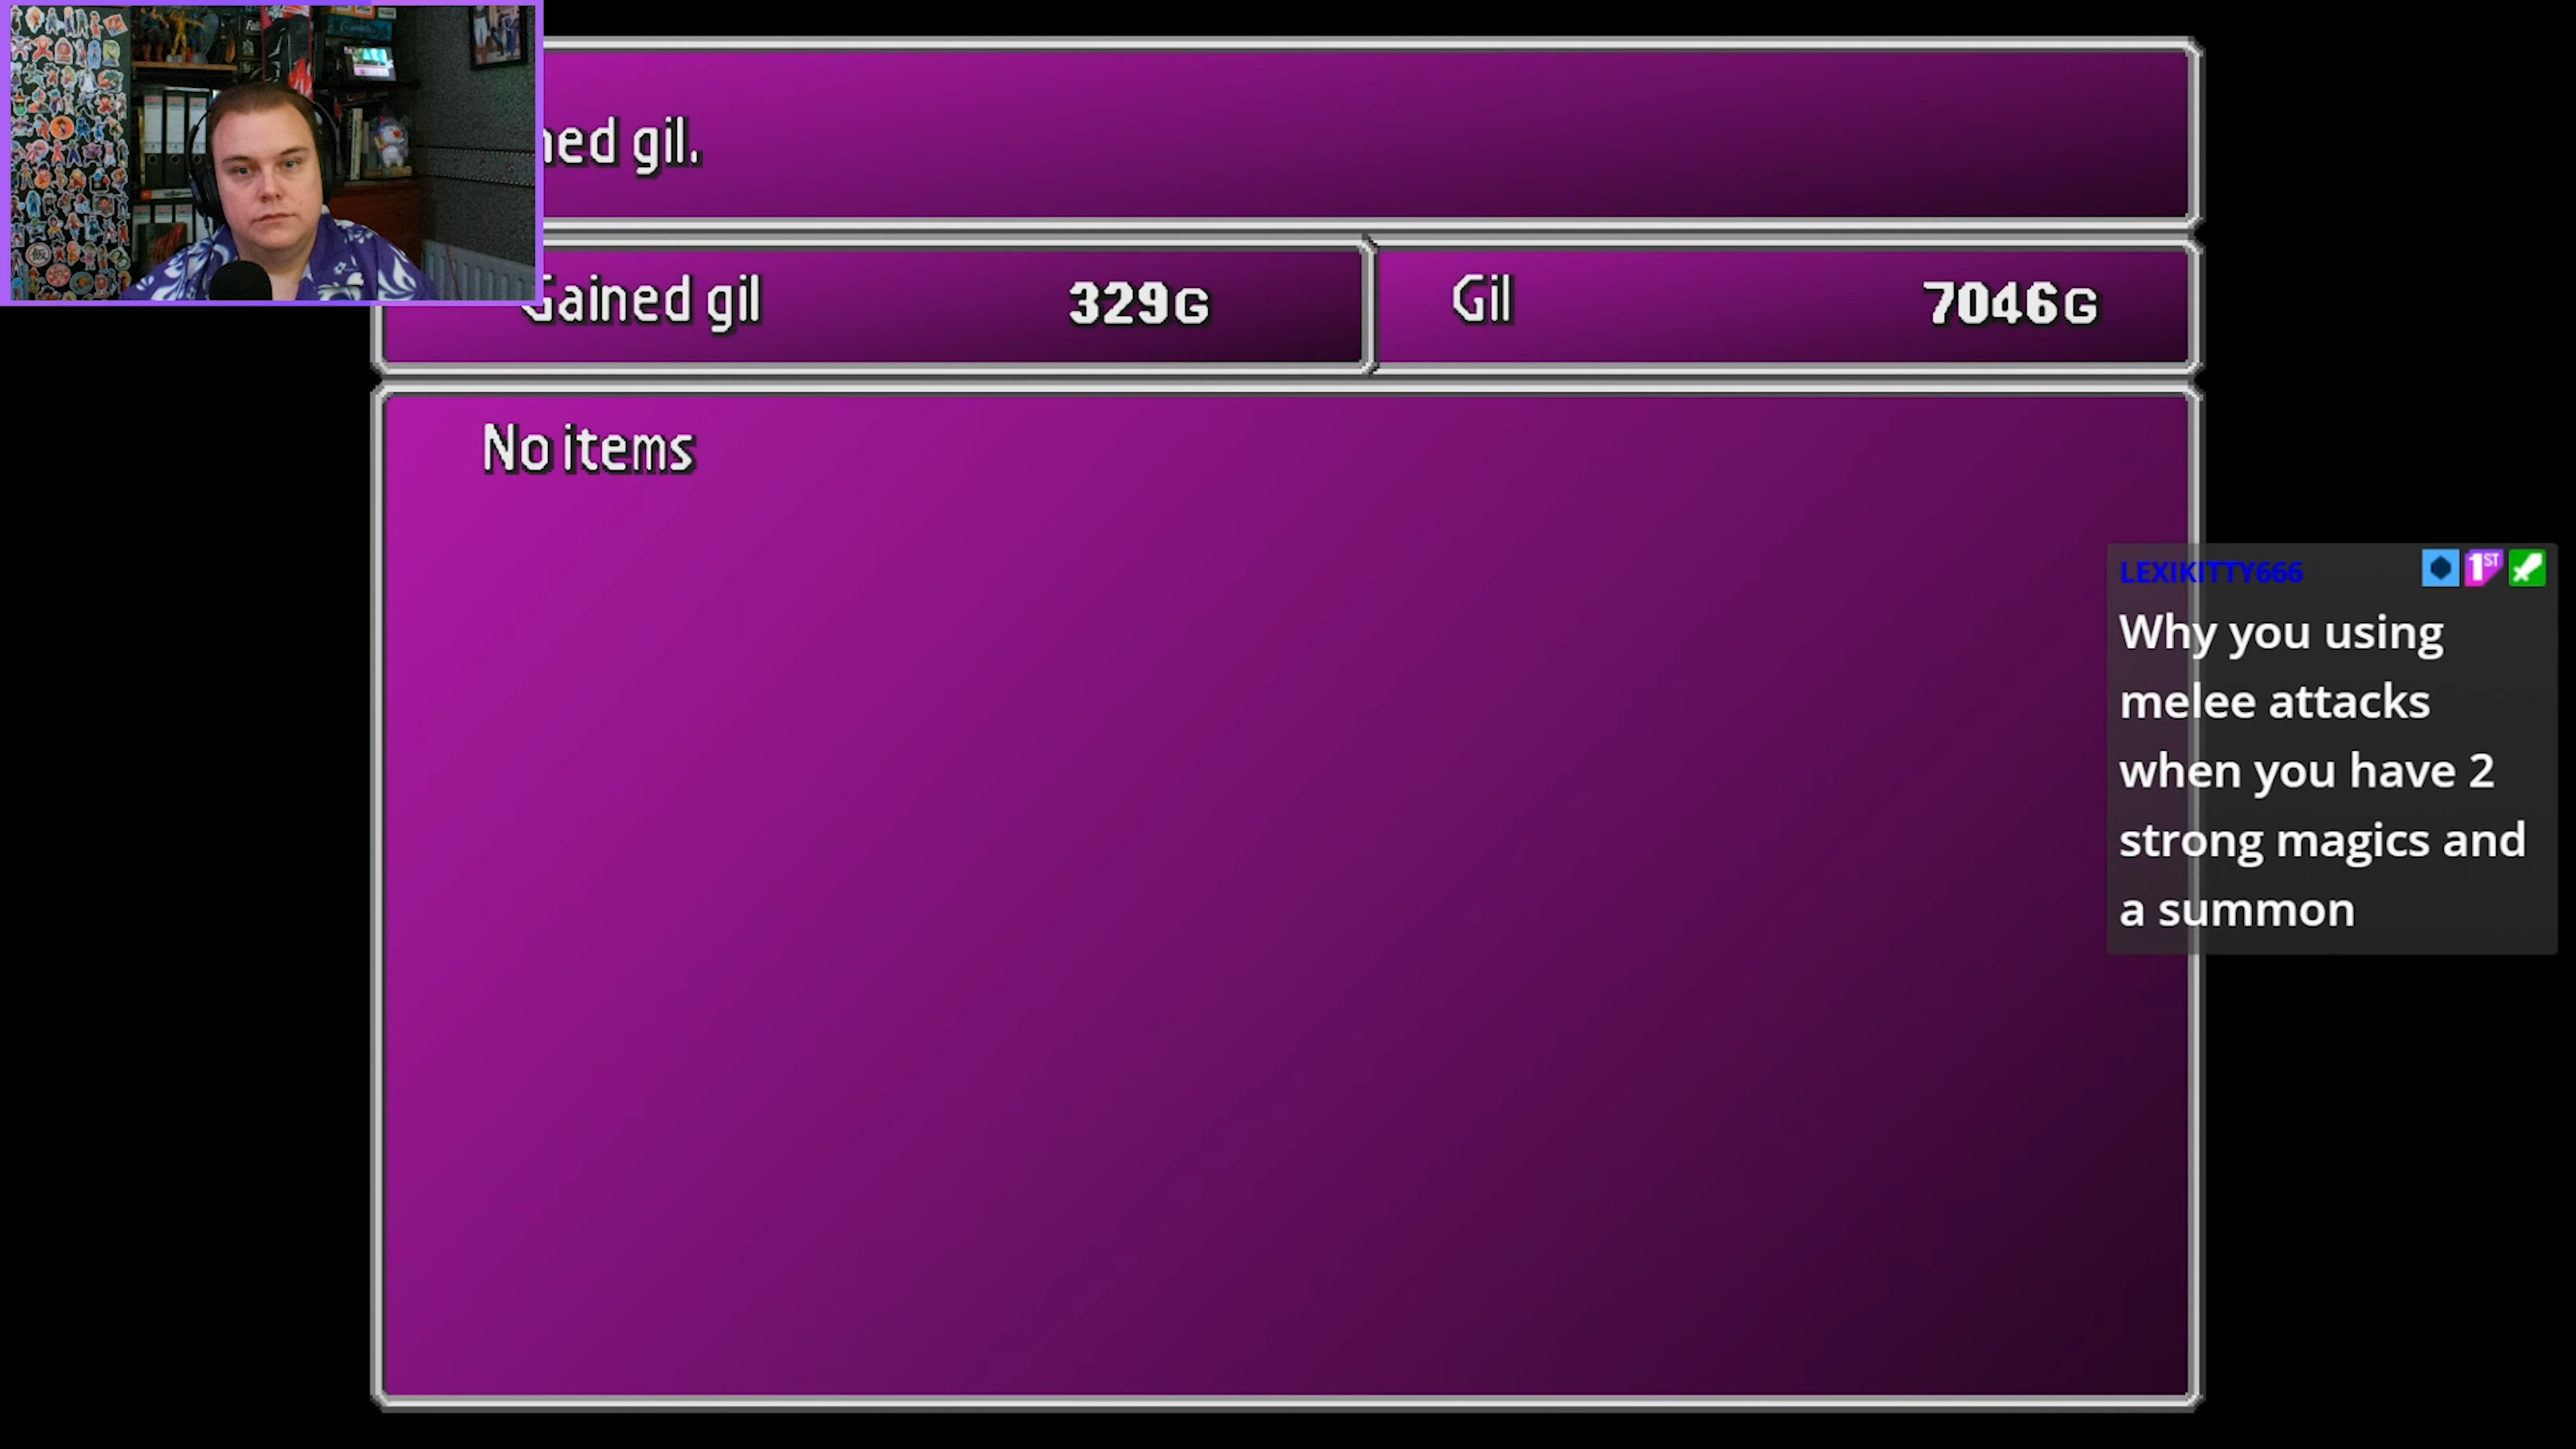 ned gil.
Gained gil 329G Gil 7046G
No items
LEXIKITTY666 1ST
Why you using
melee attacks
when you have 2
strong magics and
a summon